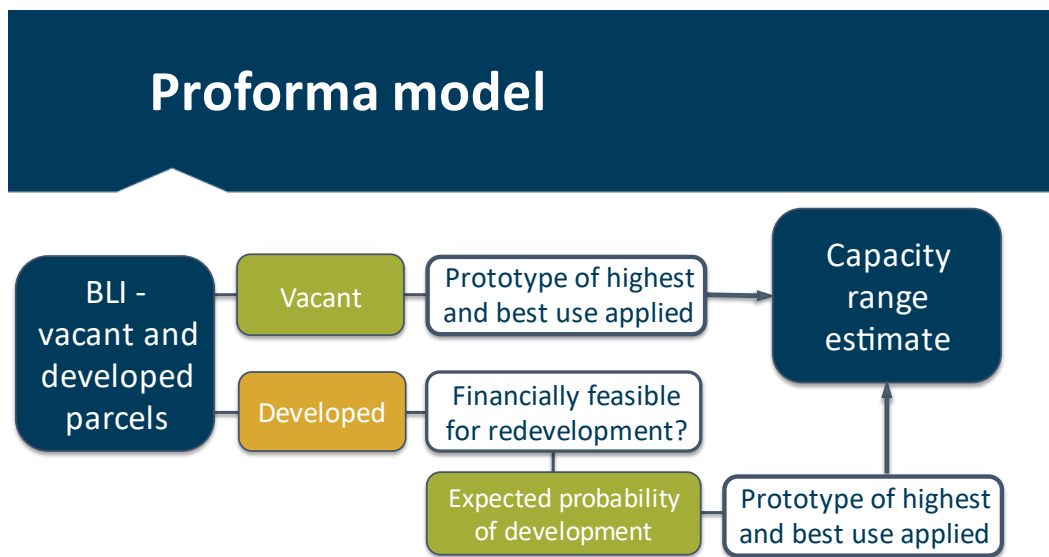 Proforma model
BLI -
vacant and
developed
parcels
Vacant
Prototype of highest
and best use applied
Capacity
range
estimate
Developed
Financially feasible
for redevelopment?
Expected probability
of development
Prototype of highest
and best use applied